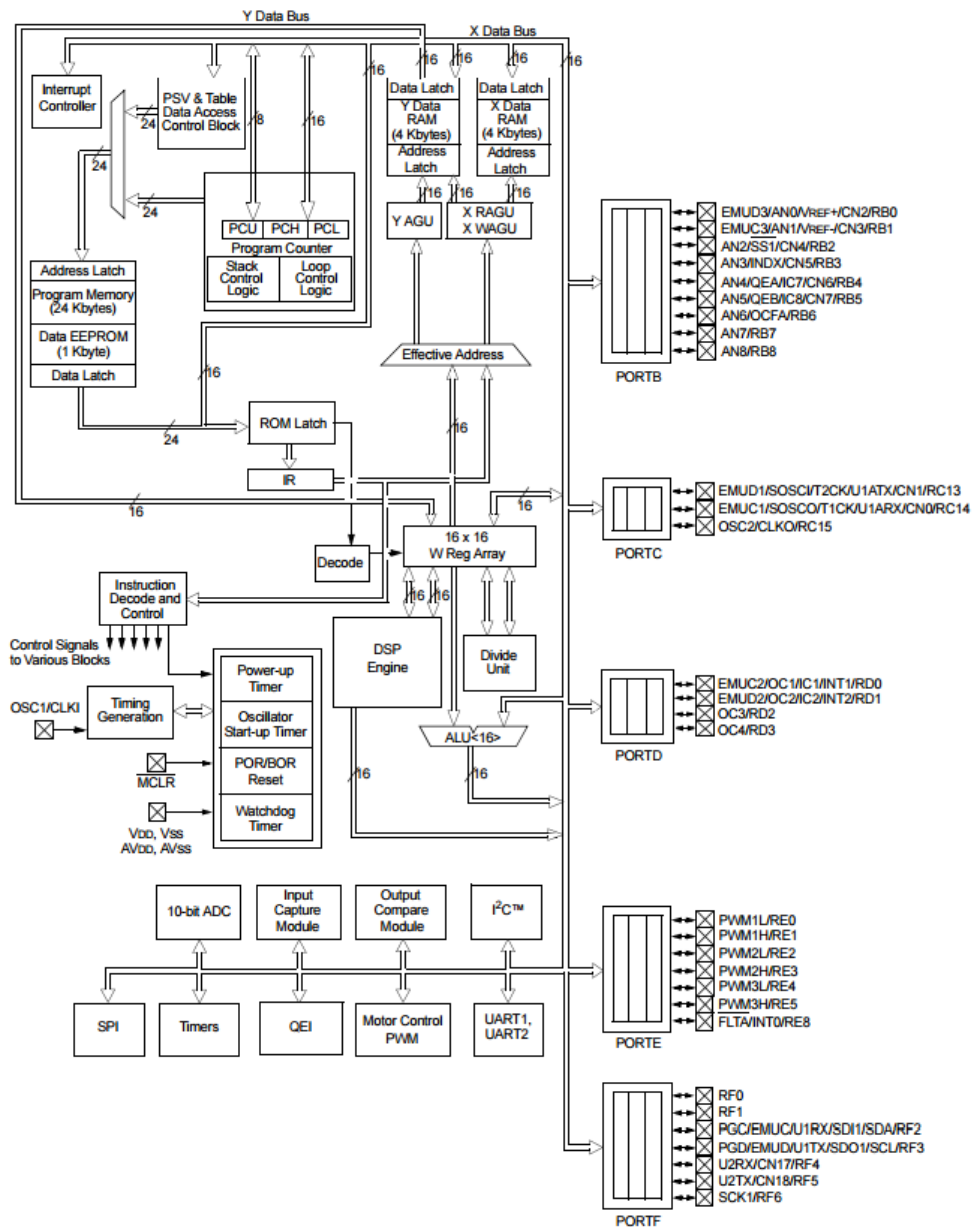 Y Data Bus
X Data Bus
16
16
16
16
16
Interrupt
Controller
PSV & Table
Data Access
Control Block
24
24
24
8
16
Data Latch
Y Data
RAM
(4 Kbytes)
Address
Latch
Data Latch
X Data
RAM
(4 Kbytes)
Address
Latch
16
16
16
Y AGU
X RAGU
X WAGU
PCU
PCH
PCL
Program Counter
Stack
Control
Logic
Loop
Control
Logic
Address Latch
Program Memory
(24 Kbytes)
Data EEPROM
(1 Kbyte)
Data Latch
Effective Address
16
24
ROM Latch
16
IR
16
16
16 x 16
W Reg Array
Decode
Instruction
Decode and
Control
Control Signals
to Various Blocks
16
16
DSP
Engine
Divide
Unit
Power-up
Timer
OSC1/CLKI
Timing
Generation
Oscillator
Start-up Timer
ALU<16>
POR/BOR
Reset
MCLR
16
16
Watchdog
Timer
VDD, VSS
AVDD, AVSS
10-bit ADC
Input
Capture
Module
Output
Compare
Module
I²C™
SPI
Timers
QEI
Motor Control
PWM
UART1,
UART2
EMUD3/AN0/VREF+/CN2/RB0
EMUC3/AN1/VREF-/CN3/RB1
AN2/SS1/CN4/RB2
AN3/INDX/CN5/RB3
AN4/QEA/IC7/CN6/RB4
AN5/QEB/IC8/CN7/RB5
AN6/OCFA/RB6
AN7/RB7
AN8/RB8
PORTB
EMUD1/SOSCI/T2CK/U1ATX/CN1/RC13
EMUC1/SOSCO/T1CK/U1ARX/CN0/RC14
OSC2/CLKO/RC15
PORTC
EMUC2/OC1/IC1/INT1/RD0
EMUD2/OC2/IC2/INT2/RD1
OC3/RD2
OC4/RD3
PORTD
PWM1L/RE0
PWM1H/RE1
PWM2L/RE2
PWM2H/RE3
PWM3L/RE4
PWM3H/RE5
FLTA/INT0/RE8
PORTE
RF0
RF1
PGC/EMUC/U1RX/SDI1/SDA/RF2
PGD/EMUD/U1TX/SDO1/SCL/RF3
U2RX/CN17/RF4
U2TX/CN18/RF5
SCK1/RF6
PORTF